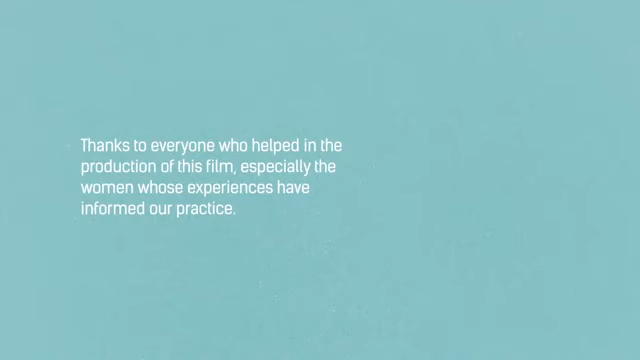 Thanks to everyone who helped in the
production of this film, especially the
women whose experiences have
informed our practice.